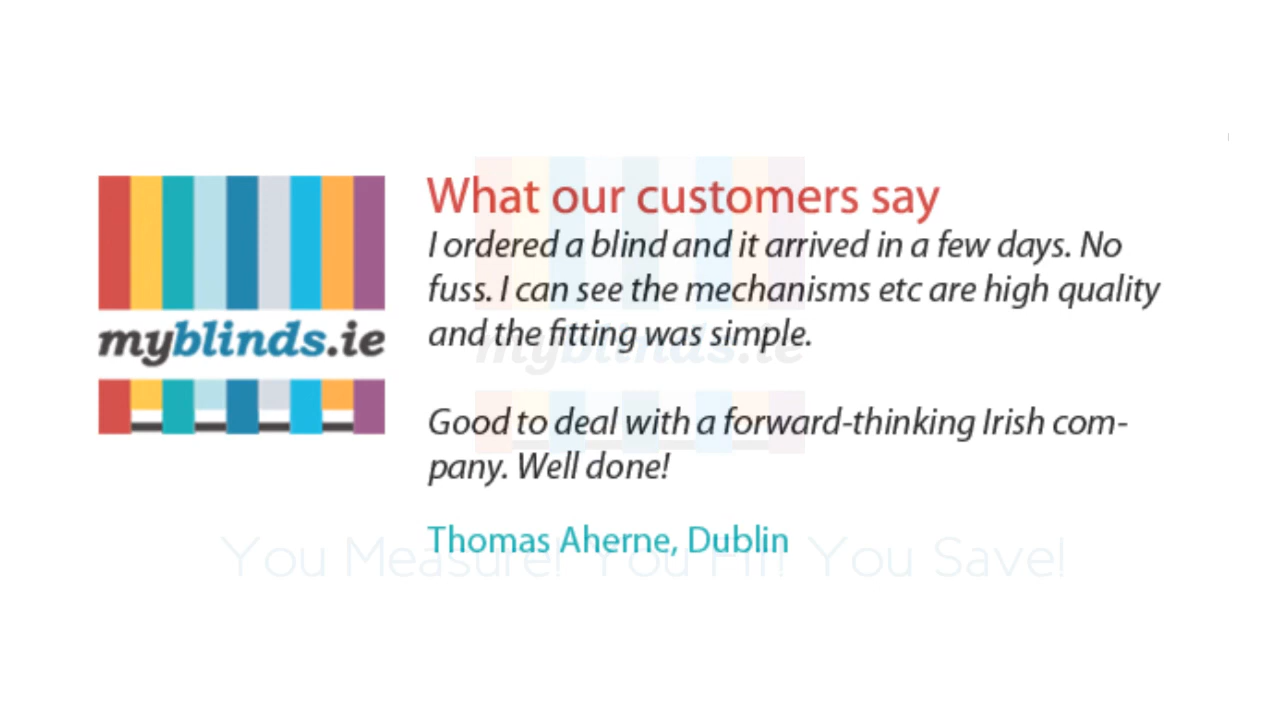 What our customers say
I ordered a blind and it arrived in a few days. No
fuss. I can see the mechanisms etc are high quality
and the fitting was simple.
myblinds.ie
myblinds.ie
Good to deal with a forward-thinking Irish com-
pany. Well done!
Thomas Aherne, Dublin
You Measure! You Fit! You Save!